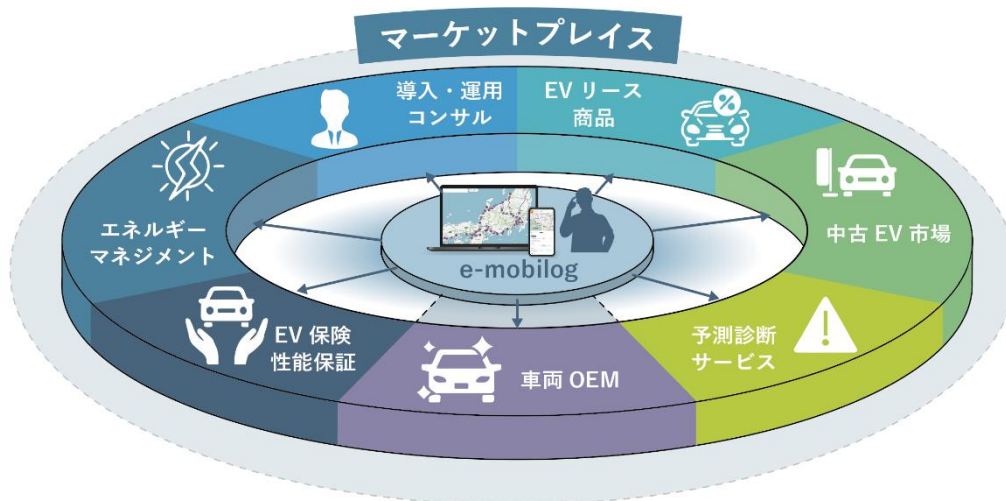 マーケットプレイス
導入・運用
コンサル
EV リース
商品
エネルギー
マネジメント
中古 EV 市場
e-mobilog
EV 保険
性能保証
車両 OEM
予測診断
サービス